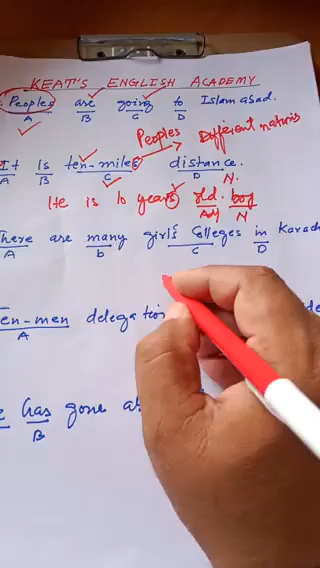 KEAT'S ENGLISH ACADEMY
Peoples are going to Islamabad.
A B C D
Peoples Different nations
It is ten-miles distance.
A B C D N.
He is 10 years old. boy
Adj N
There are many girl's Colleges in Karach
A b C D
Ten-men delegation
A
has gone
B